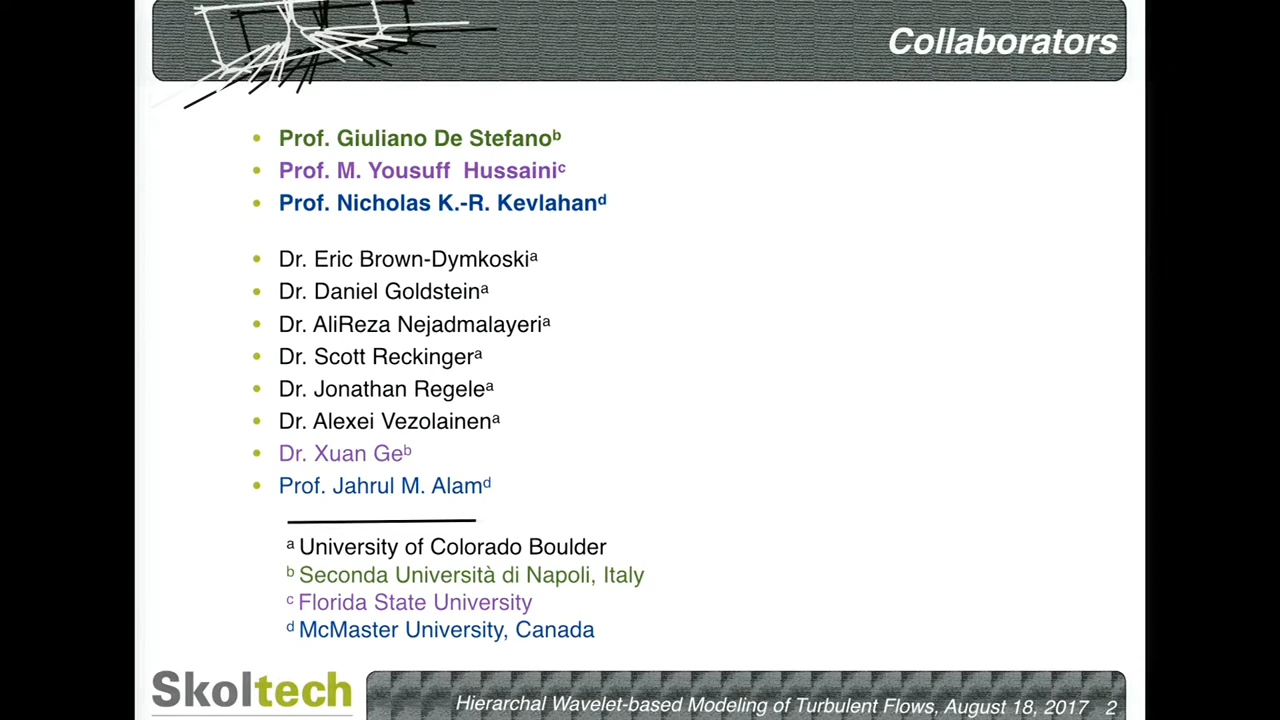 Collaborators
• Prof. Giuliano De Stefanoᵇ
• Prof. M. Yousuff Hussainiᶜ
• Prof. Nicholas K.-R. Kevlahanᵈ
• Dr. Eric Brown-Dymkoskiᵃ
• Dr. Daniel Goldsteinᵃ
• Dr. AliReza Nejadmalayeriᵃ
• Dr. Scott Reckingerᵃ
• Dr. Jonathan Regeleᵃ
• Dr. Alexei Vezolainenᵃ
• Dr. Xuan Geᵇ
• Prof. Jahrul M. Alamᵈ
ᵃ University of Colorado Boulder
ᵇ Seconda Università di Napoli, Italy
ᶜ Florida State University
ᵈ McMaster University, Canada
Skoltech
Hierarchal Wavelet-based Modeling of Turbulent Flows, August 18, 2017 2